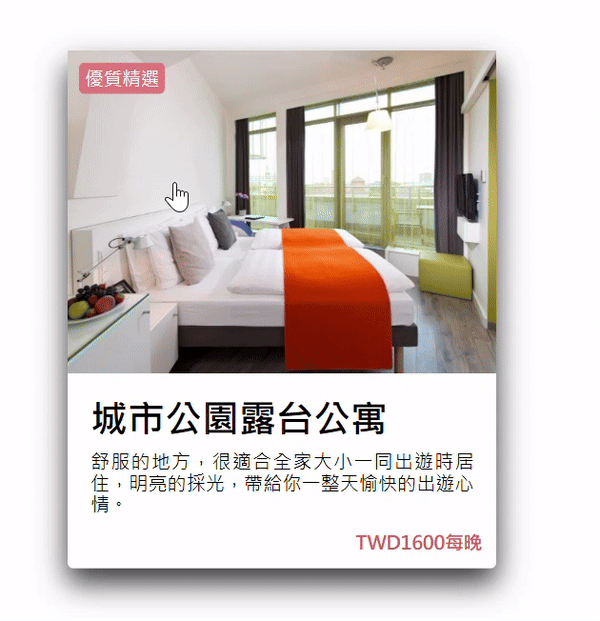 優質精選
城市公園露台公寓
舒服的地方，很適合全家大小一同出遊時居
住，明亮的採光，帶給你一整天愉快的出遊心
情。
TWD1600每晚